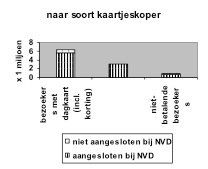 naar soort kaartjeskoper
x 1 miljoen
8
6
4
2
0
bezoeker
s met
dagkaart
(incl.
korting)
niet-
betalende
bezoeker
s
niet aangesloten bij NVD
aangesloten bij NVD